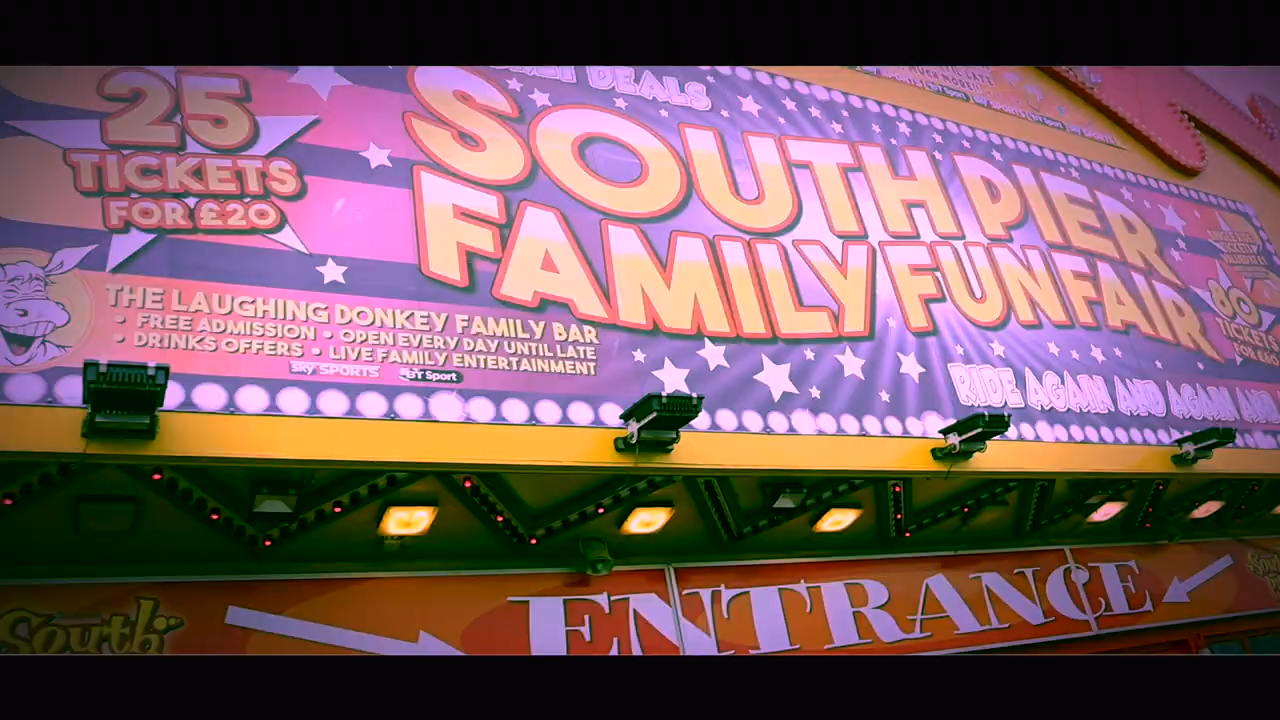 25
TICKETS
FOR £20
DEALS
SOUTH PIER
FAMILY FUN FAIR
THE LAUGHING DONKEY FAMILY BAR
• FREE ADMISSION • OPEN EVERY DAY UNTIL LATE
• DRINKS OFFERS • LIVE FAMILY ENTERTAINMENT
sky SPORTS BT Sport
60
TICKETS
RIDE AGAIN AND AGAIN AND
South
ENTRANCE